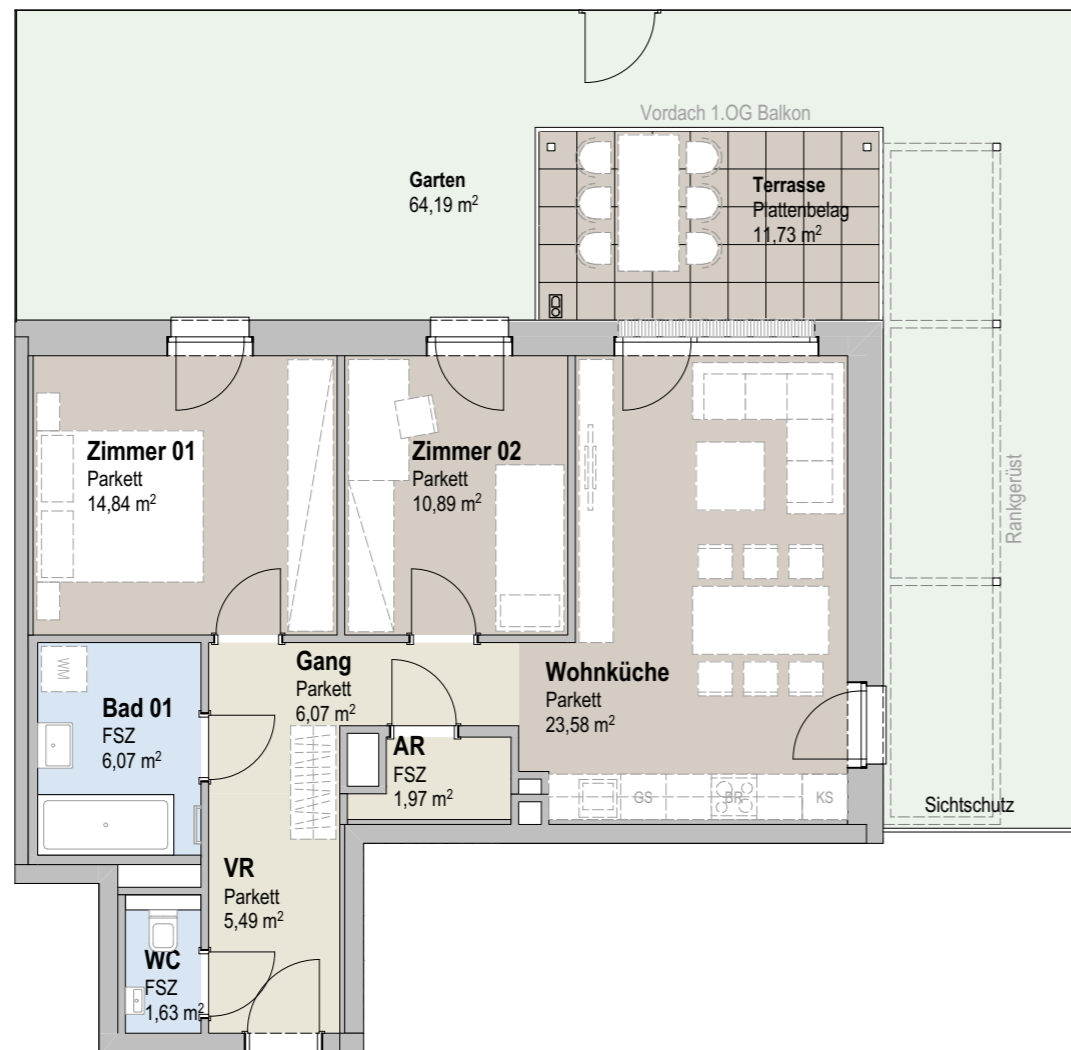 Vordach 1.OG Balkon
Garten
64,19 m²
Terrasse
Plattenbelag
11,73 m²
Zimmer 01
Parkett
14,84 m²
Zimmer 02
Parkett
10,89 m²
Rankgerüst
Gang
Parkett
6,07 m²
Wohnküche
Parkett
23,58 m²
WM
Bad 01
FSZ
6,07 m²
AR
FSZ
1,97 m²
GS
BR
KS
Sichtschutz
VR
Parkett
5,49 m²
WC
FSZ
1,63 m²